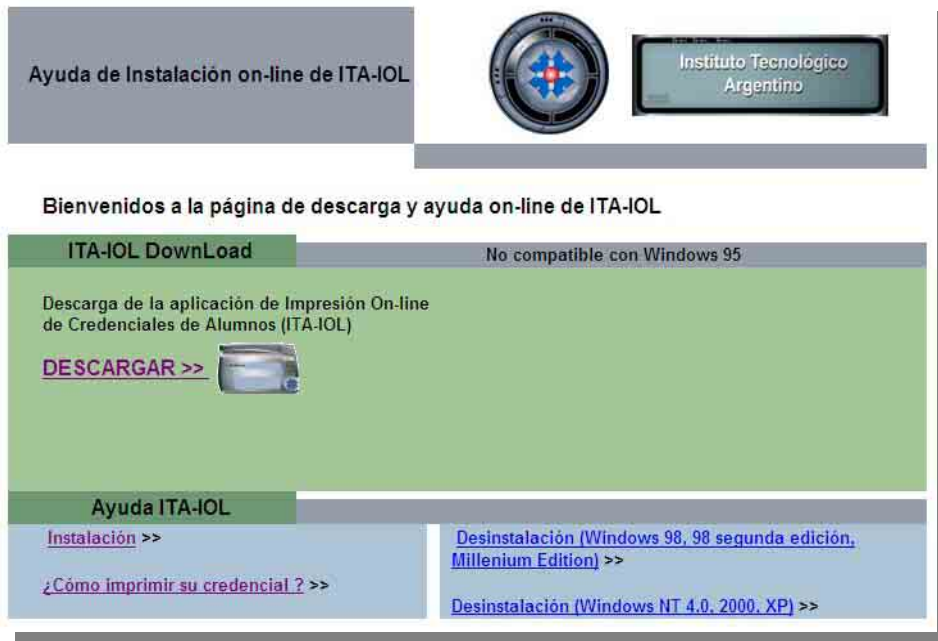 Ayuda de Instalación on-line de ITA-IOL
Instituto Tecnológico
Argentino
Bienvenidos a la página de descarga y ayuda on-line de ITA-IOL
ITA-IOL DownLoad
No compatible con Windows 95
Descarga de la aplicación de Impresión On-line
de Credenciales de Alumnos (ITA-IOL)
DESCARGAR >>
Ayuda ITA-IOL
Instalación >>
¿Cómo imprimir su credencial ? >>
Desinstalación (Windows 98, 98 segunda edición,
Millenium Edition) >>
Desinstalación (Windows NT 4.0, 2000, XP) >>